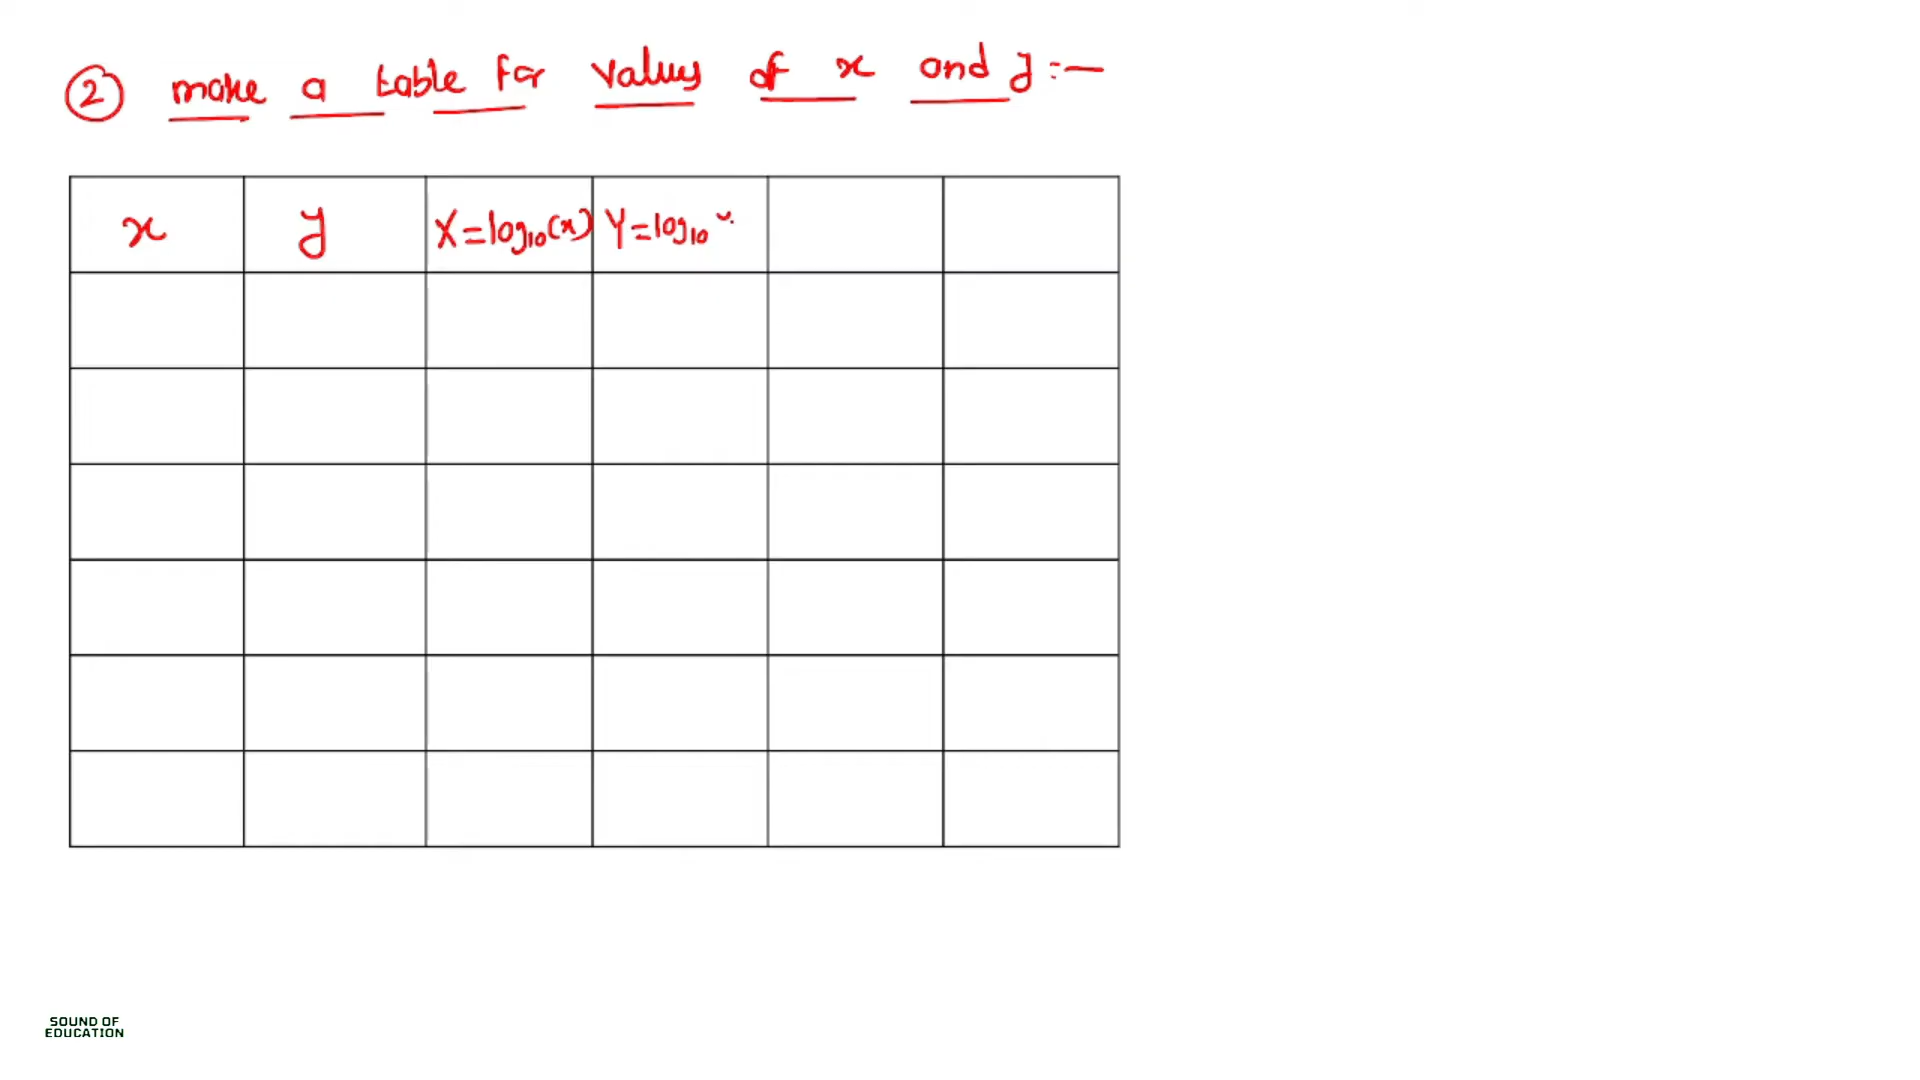 ② make a table for values of x and y :-
x y X=log₁₀(x) Y=log₁₀
SOUND OF
EDUCATION